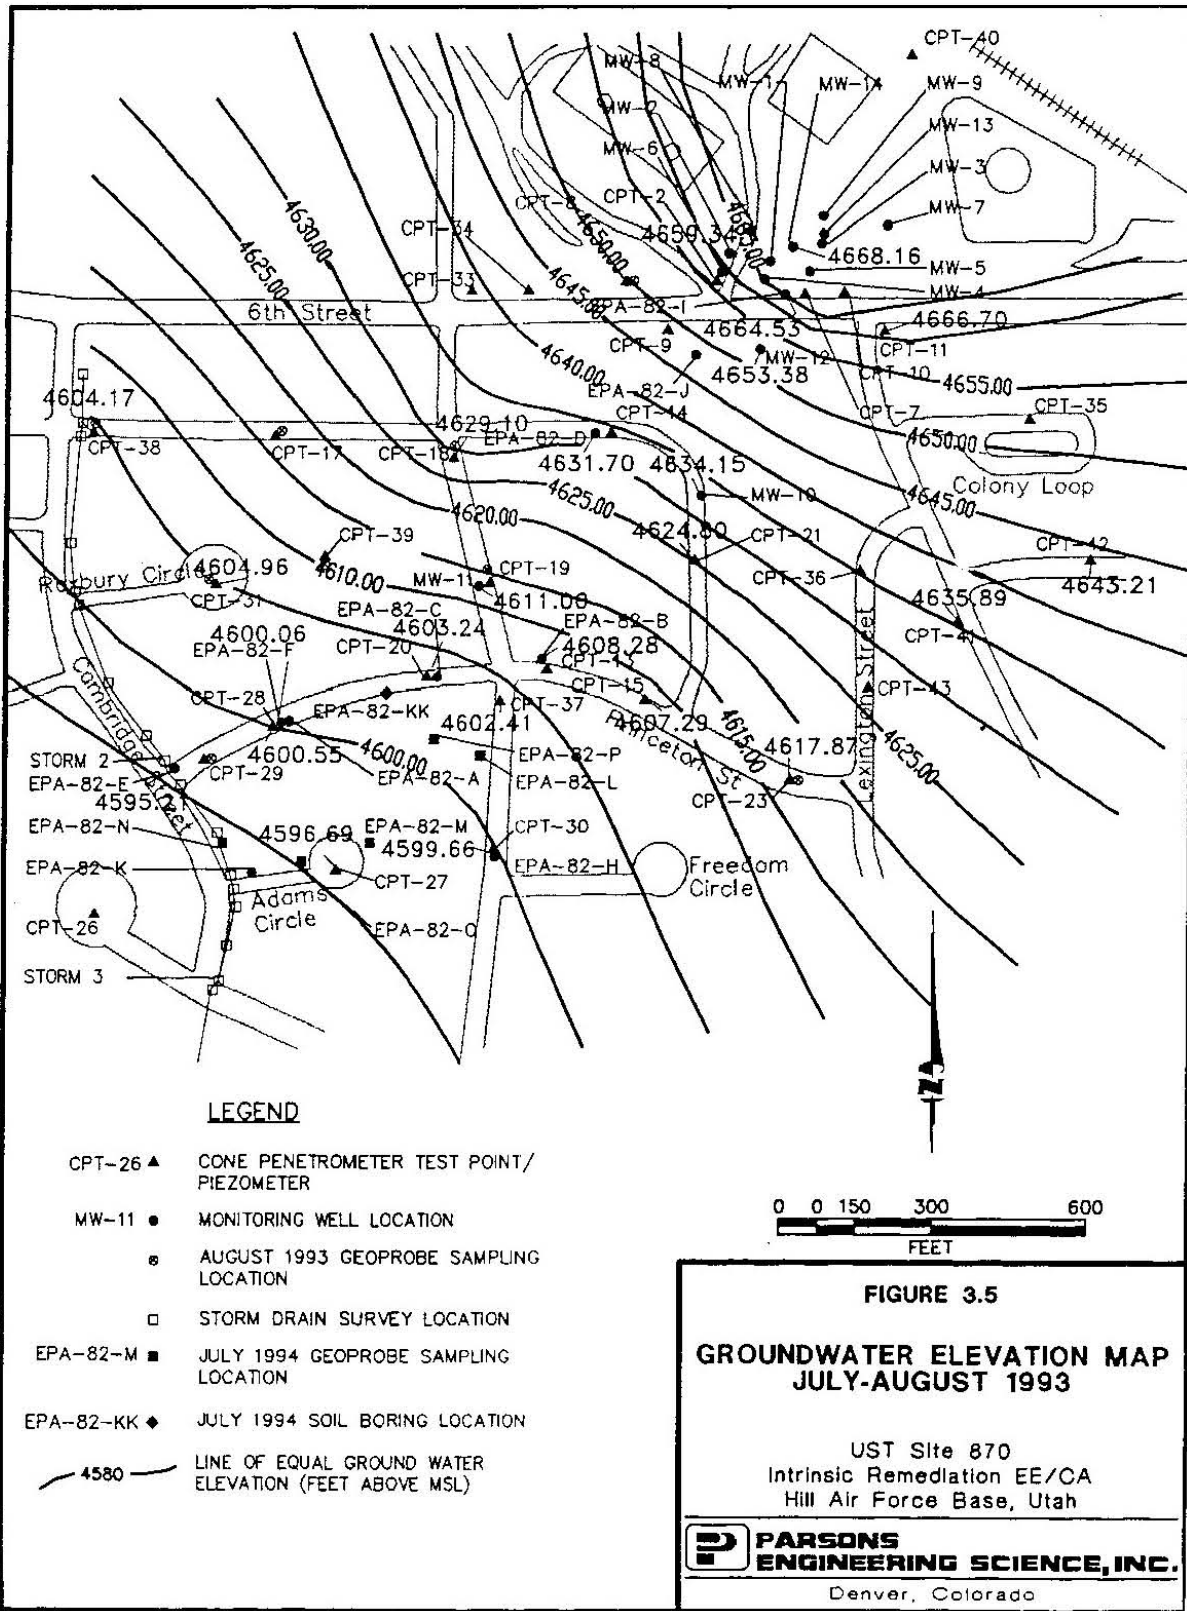 CPT-40
MW-8
MW-1
MW-14
MW-9
MW-2
MW-13
MW-6
MW-3
CPT-8
CPT-2
MW-7
4630.00
4650.00
CPT-34
4659.34
4668.16
4625.00
MW-5
CPT-33
4645.00
EPA-82-I
MW-4
6th Street
4664.53
4666.70
CPT-9
MW-12
CPT-11
4640.00
4653.38
CPT-10
4655.00
4604.17
EPA-82-J
CPT-44
CPT-7
CPT-35
4629.10
EPA-82-D
4650.00
CPT-38
CPT-17
CPT-18
4631.70
4634.15
Colony Loop
4625.00
MW-10
4645.00
4620.00
CPT-39
4624.80
CPT-21
CPT-42
Roxbury Circle
4604.96
4610.00
CPT-19
CPT-36
4643.21
MW-11
CPT-31
4611.00
4635.89
EPA-82-C
EPA-82-B
4600.06
4603.24
CPT-41
EPA-82-F
CPT-20
4608.28
Cambridge Street
CPT-28
CPT-15
CPT-43
Lexington Street
EPA-82-KK
4602.41
CPT-37
4607.29
4600.55
4600.00
EPA-82-P
Princeton St
4615.00
4617.87
4625.00
STORM 2
CPT-29
EPA-82-A
EPA-82-L
EPA-82-E
CPT-23
EPA-82-N
4596.69
EPA-82-M
CPT-30
4599.66
EPA-82-K
CPT-27
EPA-82-H
Freedom
Circle
Adams
Circle
CPT-26
EPA-82-O
STORM 3
N
LEGEND
CPT-26 CONE PENETROMETER TEST POINT/
PIEZOMETER
MW-11 MONITORING WELL LOCATION
AUGUST 1993 GEOPROBE SAMPLING
LOCATION
STORM DRAIN SURVEY LOCATION
EPA-82-M JULY 1994 GEOPROBE SAMPLING
LOCATION
EPA-82-KK JULY 1994 SOIL BORING LOCATION
4580 LINE OF EQUAL GROUND WATER
ELEVATION (FEET ABOVE MSL)
0 0 150 300 600
FEET
FIGURE 3.5
GROUNDWATER ELEVATION MAP
JULY-AUGUST 1993
UST Site 870
Intrinsic Remediation EE/CA
Hill Air Force Base, Utah
PARSONS
ENGINEERING SCIENCE, INC.
Denver, Colorado